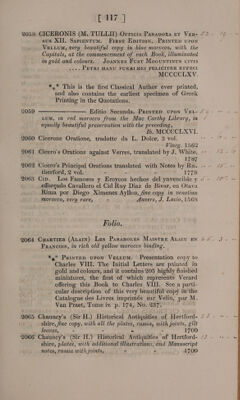 [ 117 ]
2058 CICERONIS (M. TULLII) Officia Paradoxa et Ver-
sus XII. Sapientum. First Edition. Printed upon
Vellum, very beautiful copy in blue morocco, with the
Capitals, at the commencement of each Book, illuminated
in gold and colours. Joannes Fust Moguntinus civis
.... Petri manu pueri mei feliciter effeci
MCCCCLXV.
*** This is the first Classical Author ever printed,
and also contains the earliest specimen of Greek
Printing in the Quotations.
2059 ——— Editio Secunda. Printed upon Vel-
lum, in red morocco from the Mac Carthy Library, in
equally beautiful preservation with the preceding.
Ib. MCCCCLXVI.
2060 Cicerone Oratione, tradotte da L. Dolce, 3 vol.
Vineg. 1562
2061 Cicero's Orations against Verres, translated by J. White,
1787
2062 Cicero's Principal Orations translated with Notes by Ru-
therford, 2 vol. 1778
2063 Cid. Los Famosos y Eroycos hechos del ynvencible y
esforçado Cavallero el Cid Ruy Diaz de Bivar, en Octava
Rima por Diego Ximenez Ayllon, fine copy in venetian
morocco, very rare, Anvers, J. Lacio, 1568
Folio.
2064 Chartier (Alain) Les Paraboles Maistre Alain en
Francois, in rich old yellow morocco binding.
*** Printed upon Vellum. Presentation copy to
Charles VIII. The Initial Letters are painted in
gold and colours, and it contains 205 highly finished
miniatures, the first of which represents Verard
offering this Book to Charles VIII. See a parti-
cular description of this very beautiful copy in the
Catalogue des Livres imprimés sur Velin, par M.
Van Praet, Tome iv. p. 174, No. 257.
2065 Chauncy's (Sir H.) Historical Antiquities of Hertford-
shire, fine copy, with all the plates, russia, with joints, gilt
leaves, 1700
2066 Chauncy's (Sir H.) Historical Antiquities of Hertford-
shire, plates, with additional illustrations, and Manuscript
notes, russia with joints, 1700